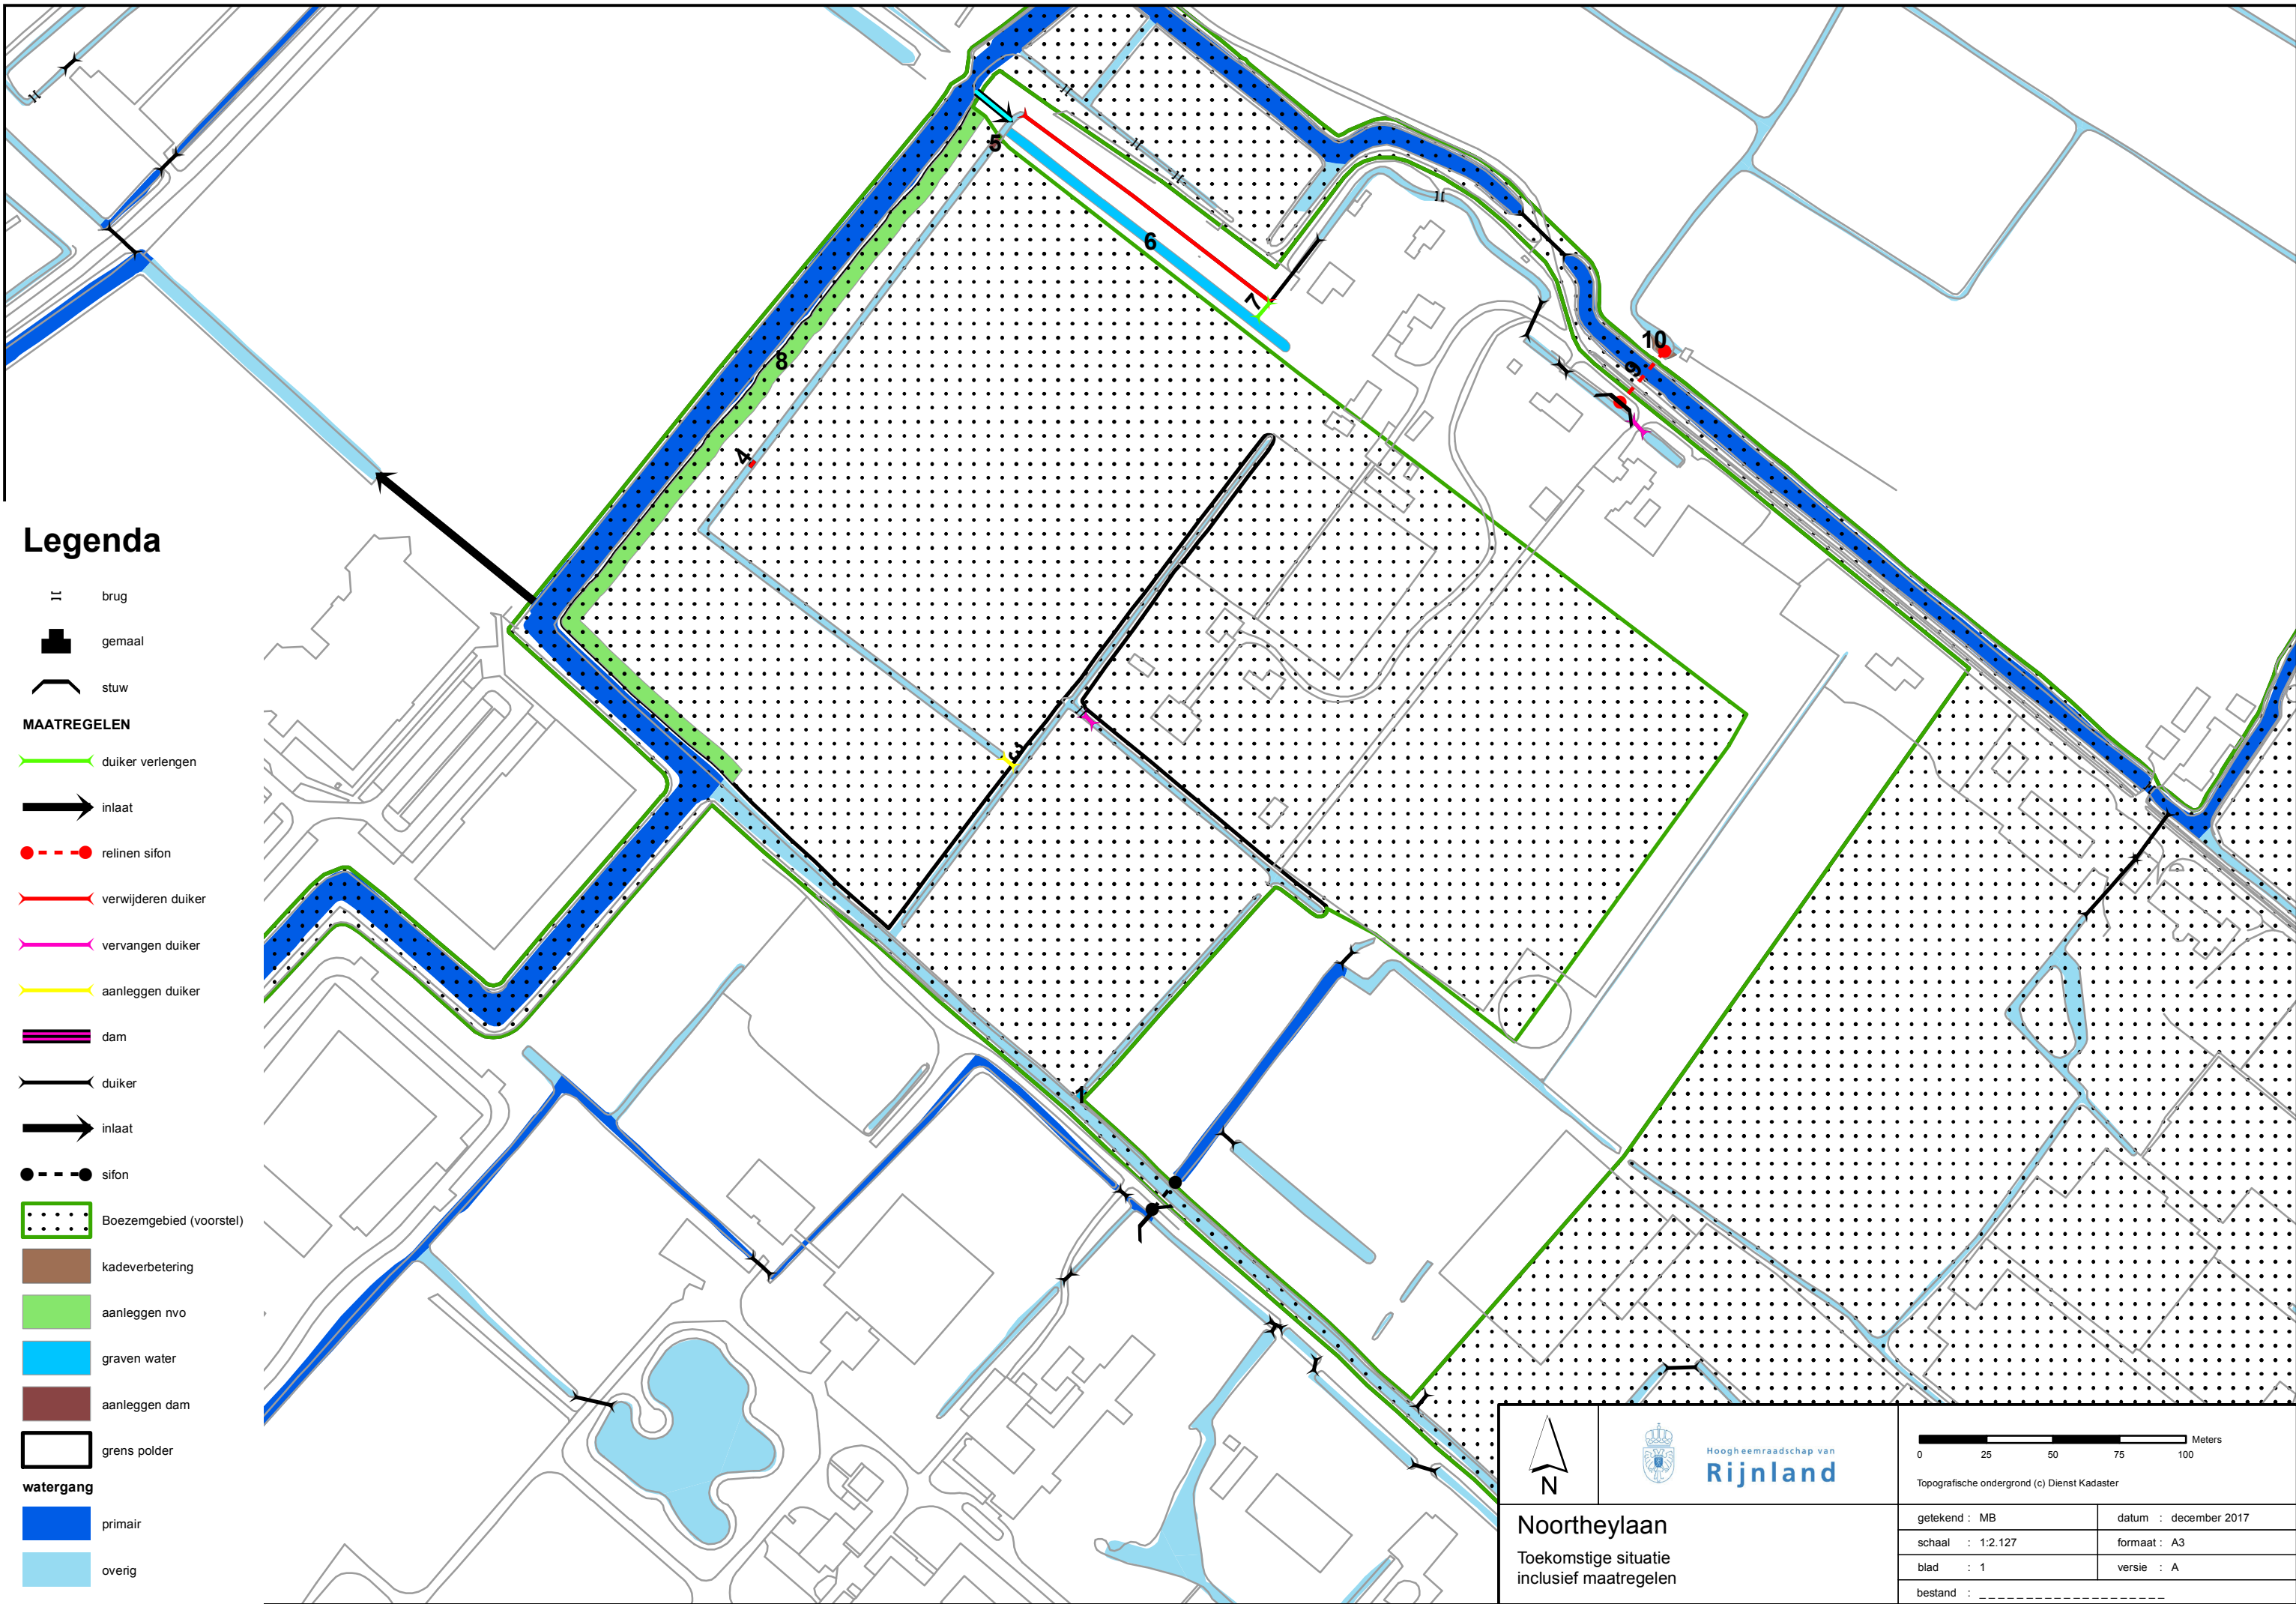 5
6
7
8
10
9
4
3
1
Legenda
brug
gemaal
stuw
MAATREGELEN
duiker verlengen
inlaat
relinen sifon
verwijderen duiker
vervangen duiker
aanleggen duiker
dam
duiker
inlaat
sifon
Boezemgebied (voorstel)
kadeverbetering
aanleggen nvo
graven water
aanleggen dam
grens polder
watergang
primair
overig
N
Hoogheemraadschap van
Rijnland
Meters
0 25 50 75 100
Topografische ondergrond (c) Dienst Kadaster
Noortheylaan
Toekomstige situatie
inclusief maatregelen
getekend : MB datum : december 2017
schaal : 1:2.127 formaat : A3
blad : 1 versie : A
bestand : _ _ _ _ _ _ _ _ _ _ _ _ _ _ _ _ _ _ _ _